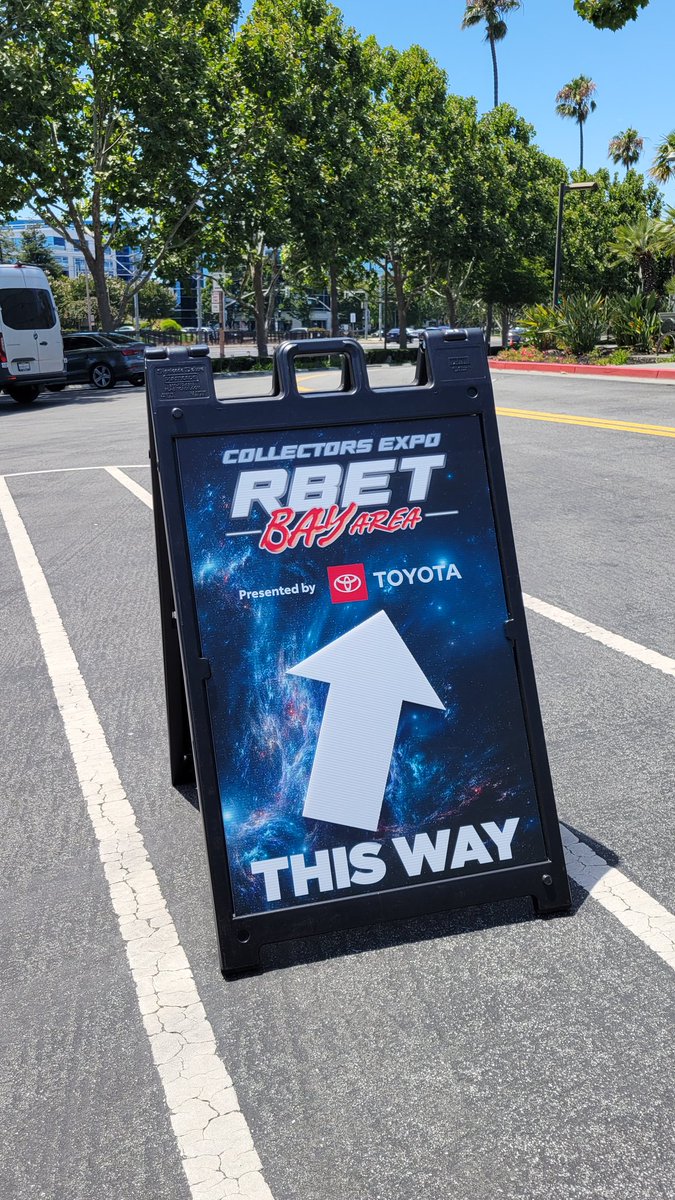 COLLECTORS EXPO
RBET
BAY AREA
Presented by TOYOTA
THIS WAY